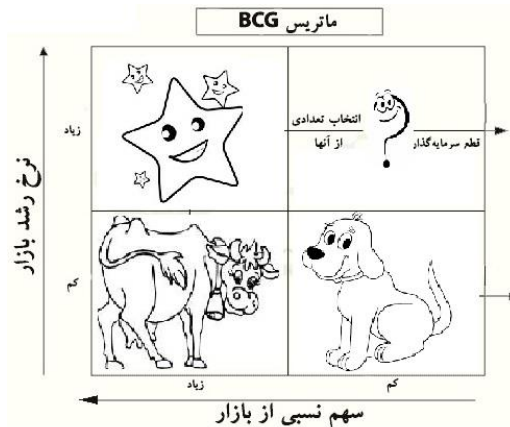 ماتریس BCG
نرخ رشد بازار
زیاد
کم
انتخاب تعدادی
از آنها
قطع سرمایه‌گذار
زیاد
کم
سهم نسبی از بازار